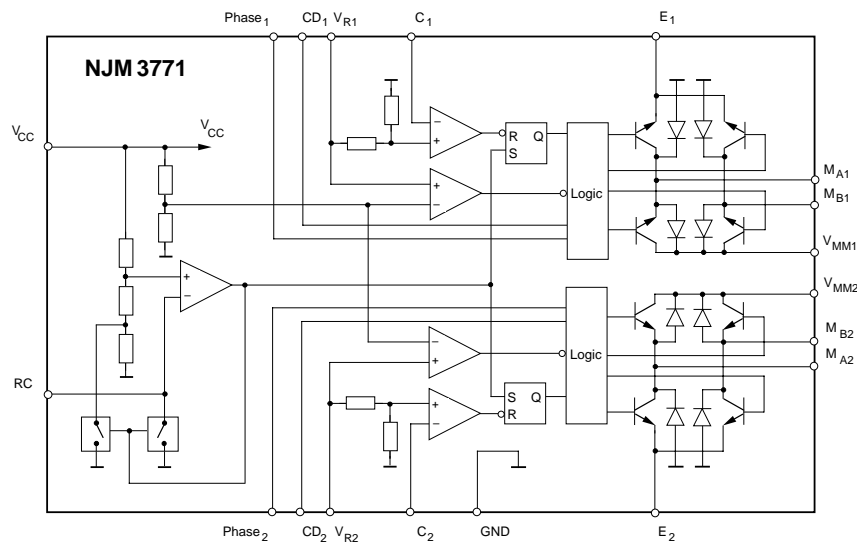 Phase1 CD1 VR1 C1 E1
NJM 3771
VCC
VCC
− +
R Q
S
MA1
MB1
+ −
Logic
VMM1
+ −
VMM2
− +
Logic
MB2
MA2
RC
+ −
S Q
R
Phase2 CD2 VR2 C2 GND E2